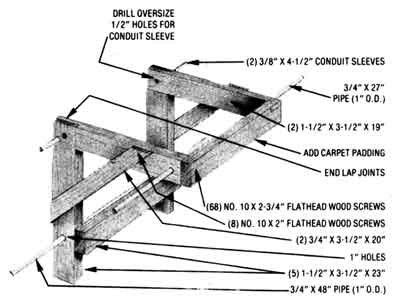 DRILL OVERSIZE
1/2" HOLES FOR
CONDUIT SLEEVE
(2) 3/8" X 4-1/2" CONDUIT SLEEVES
3/4" X 27"
PIPE (1" O.D.)
(2) 1-1/2" X 3-1/2" X 19"
ADD CARPET PADDING
END LAP JOINTS
(68) NO. 10 X 2-3/4" FLATHEAD WOOD SCREWS
(8) NO. 10 X 2" FLATHEAD WOOD SCREWS
(2) 3/4" X 3-1/2" X 20"
1" HOLES
(5) 1-1/2" X 3-1/2" X 23"
3/4" X 48" PIPE (1" O.D.)